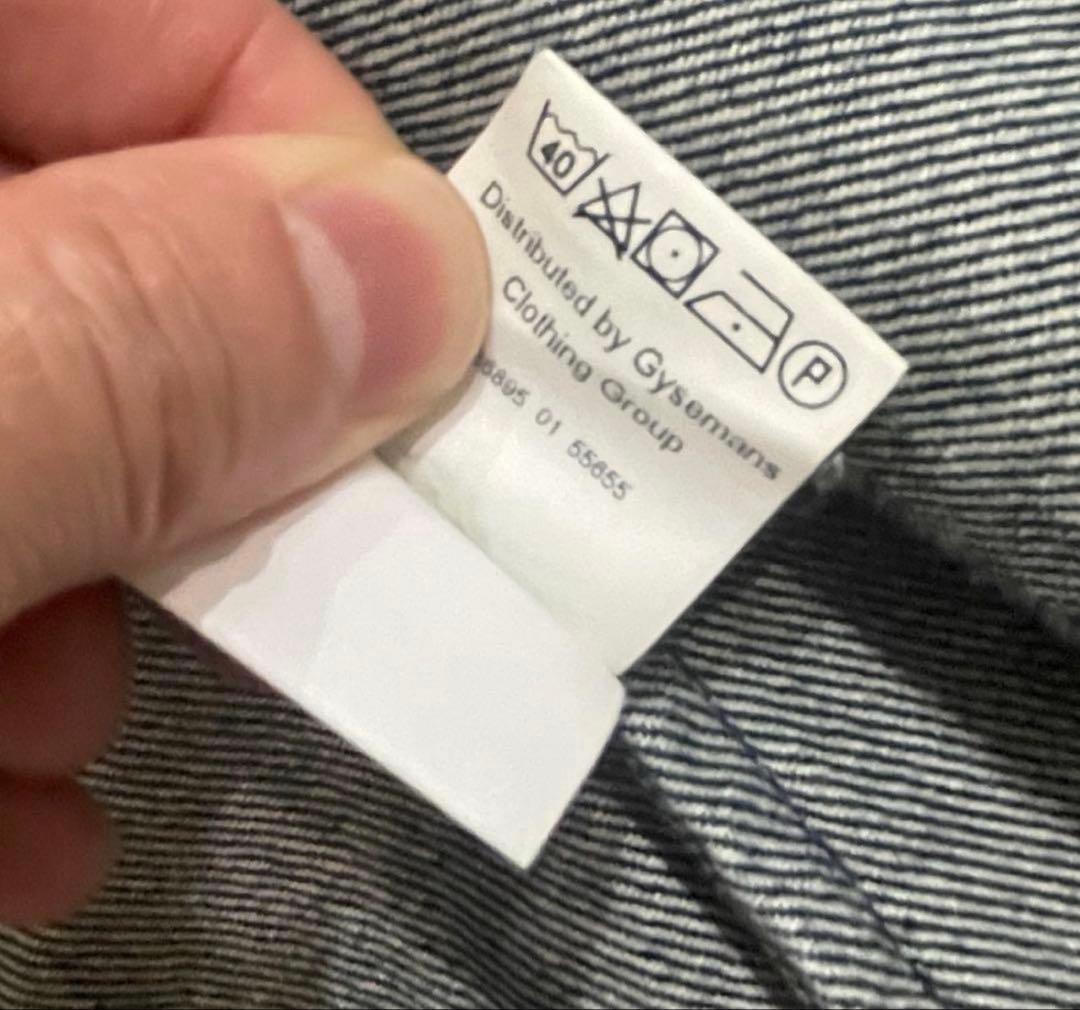 40
P
Distributed by Gysemans
Clothing Group
01 55655